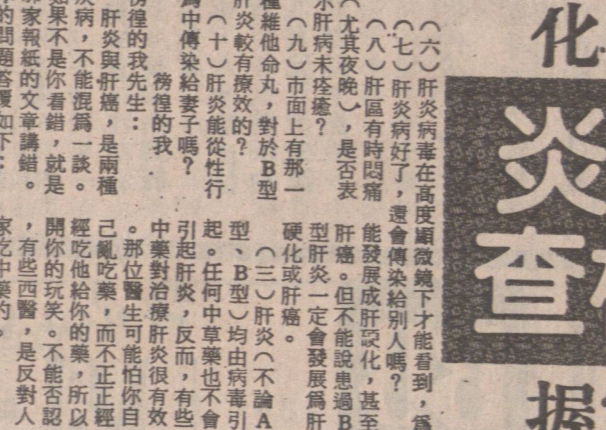 化
炎
查
握
（六）肝炎病毒在高度顯微鏡下才能看到，爲
（七）肝炎病好了，還會傳染給別人嗎？
（八）肝區有時悶痛
（尤其夜晚），是否表
示肝病未痊癒？
（九）市面上有那一
種維他命丸，對於B型
肝炎較有療效的？
（十）肝炎能從性行
爲中傳染給妻子嗎？
徬徨的我
徬徨的我先生：
肝炎與肝癌，是兩種
疾病，不能混爲一談。
如果不是你看錯，就是
那家報紙的文章講錯。
的問題答覆如下：
能發展成肝硬化，甚至
肝癌。但不能說患過B
型肝炎一定會發展爲肝
硬化或肝癌。
（三）肝炎（不論A
型、B型）均由病毒引
起。任何中草藥也不會
引起肝炎，反而，有些
中藥對治療肝炎很有效
。那位醫生可能怕你自
己亂吃藥，而不正正經
經吃他給你的藥，所以
開你的玩笑。不能否認
，有些西醫，是反對人
家吃中藥的。